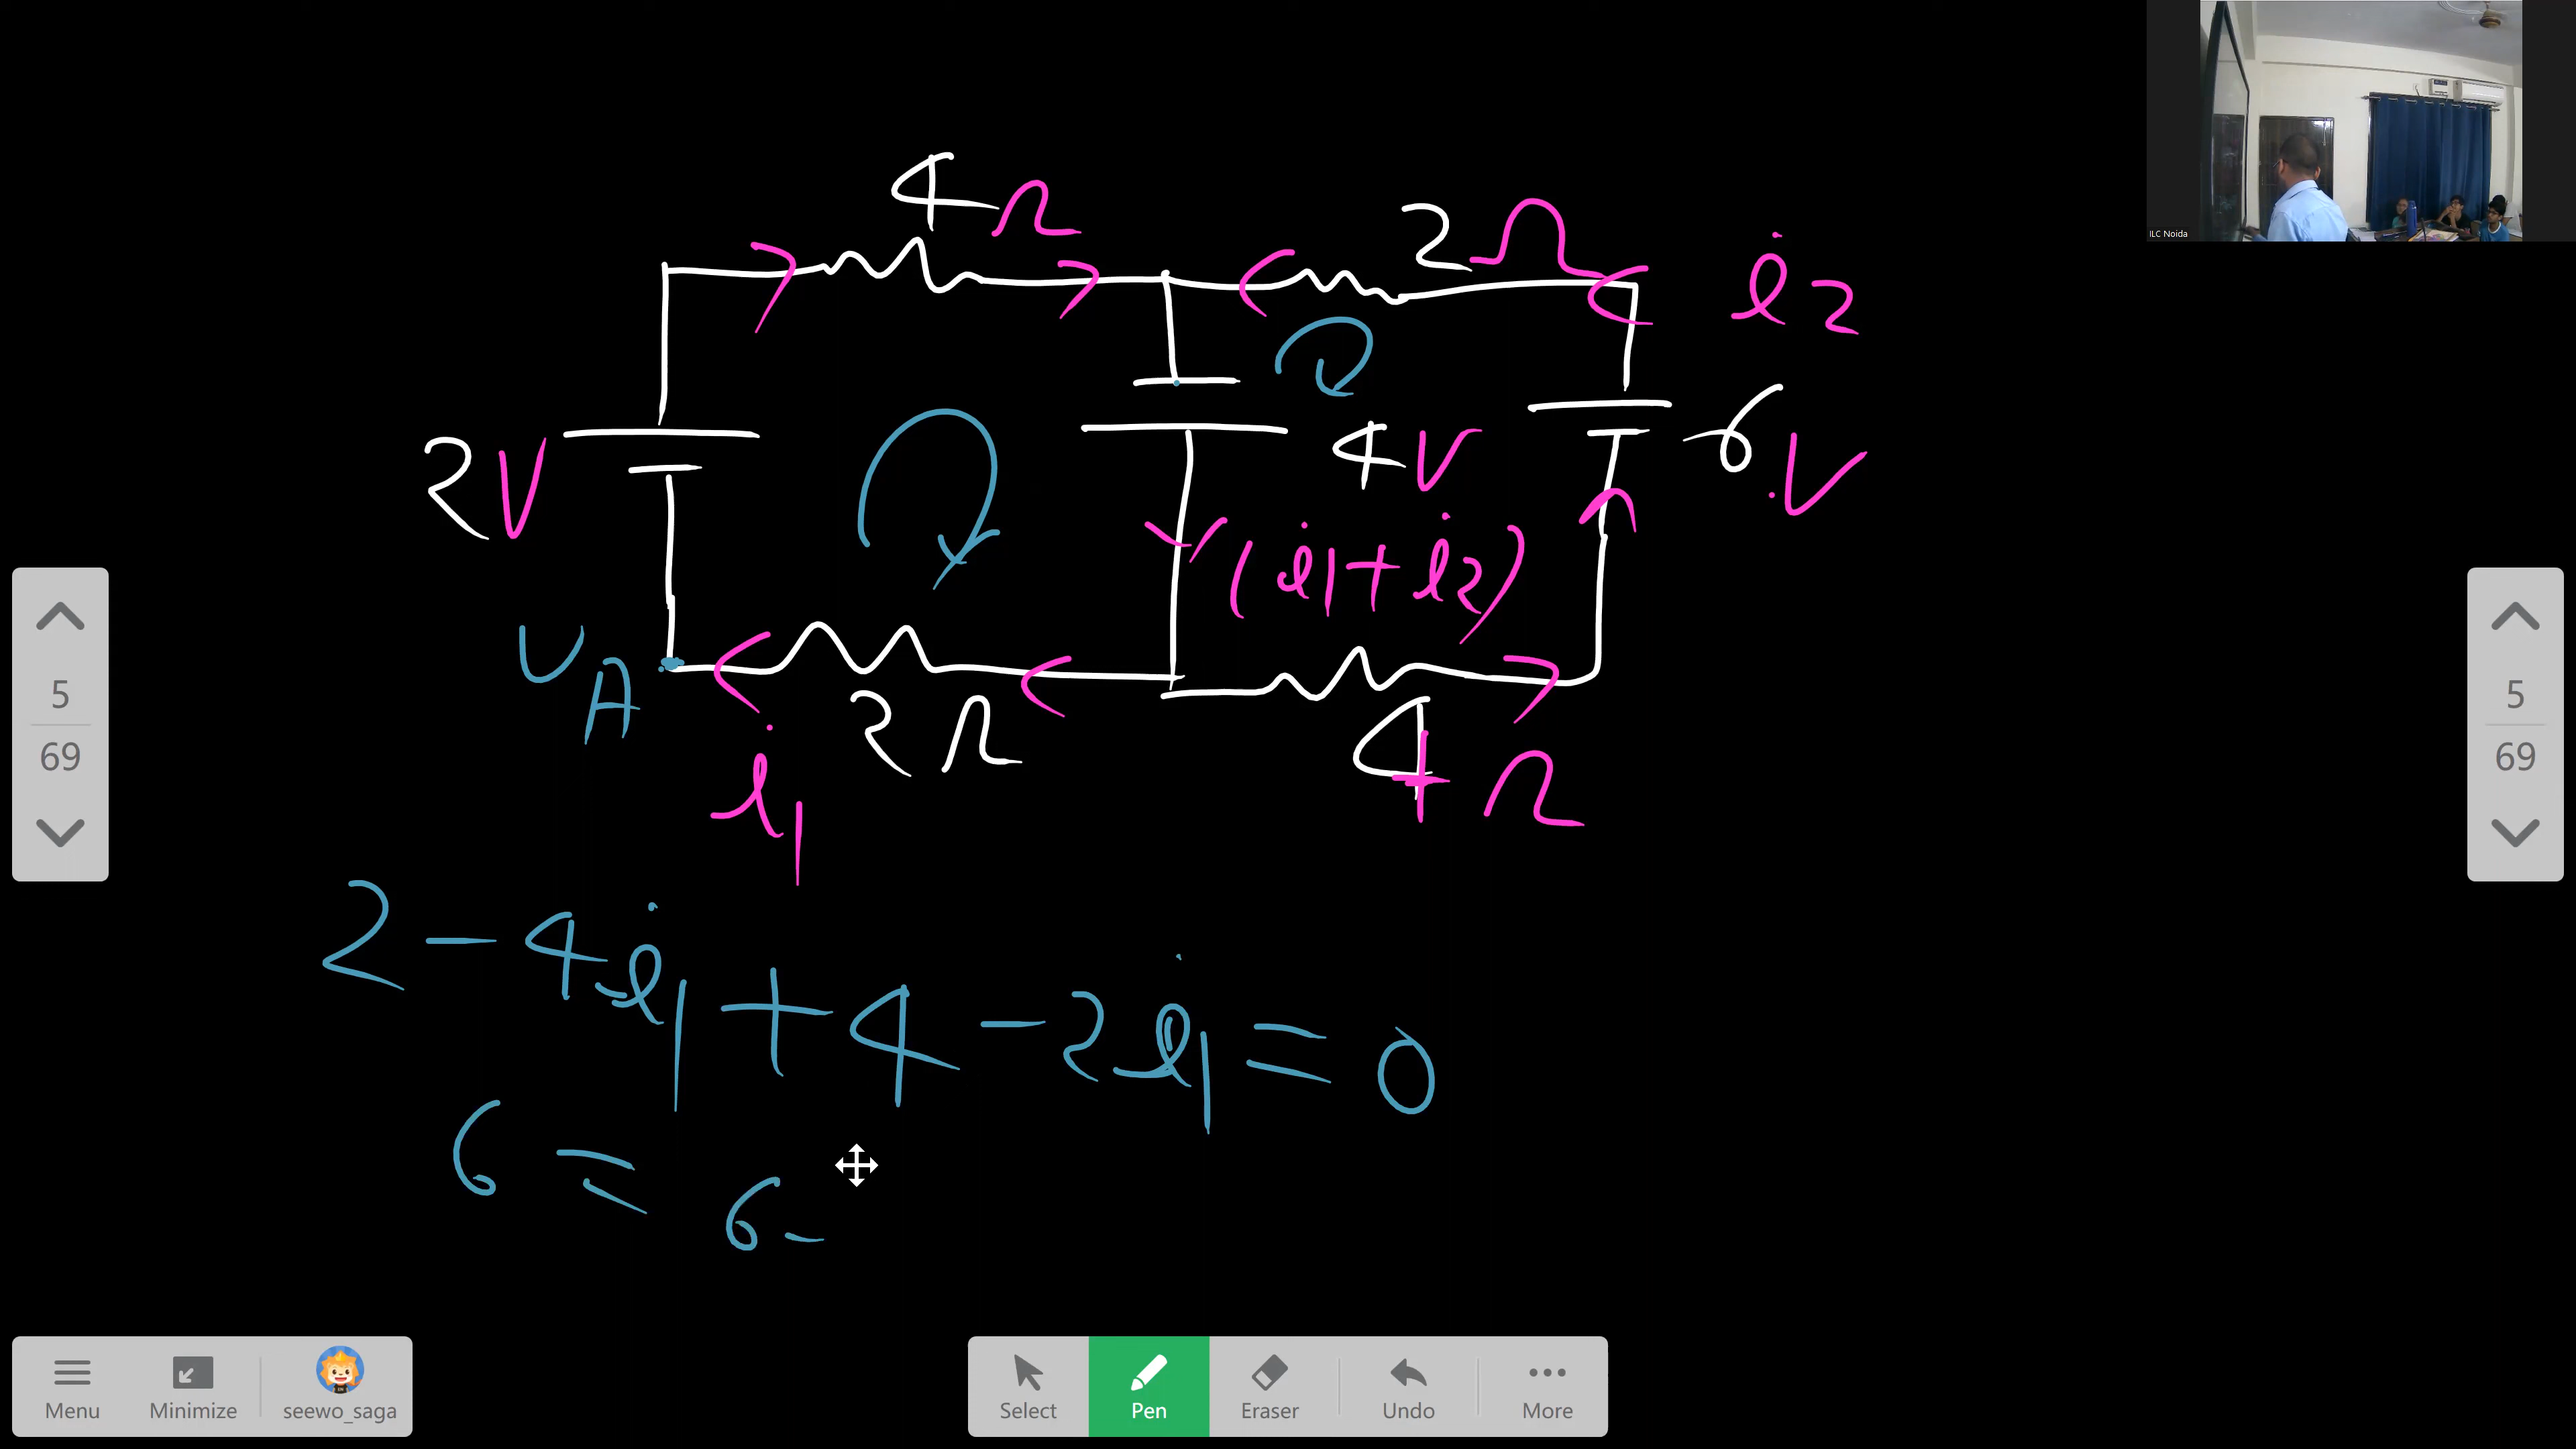 4Ω
2Ω
i2
2V
4V
6V
(i1+i2)
VA
i1
2Ω
4Ω
2-4i1+4-2i1=0
6=6
5
69
5
69
ILC Noida
Menu
Minimize
seewo_saga
Select
Pen
Eraser
Undo
More